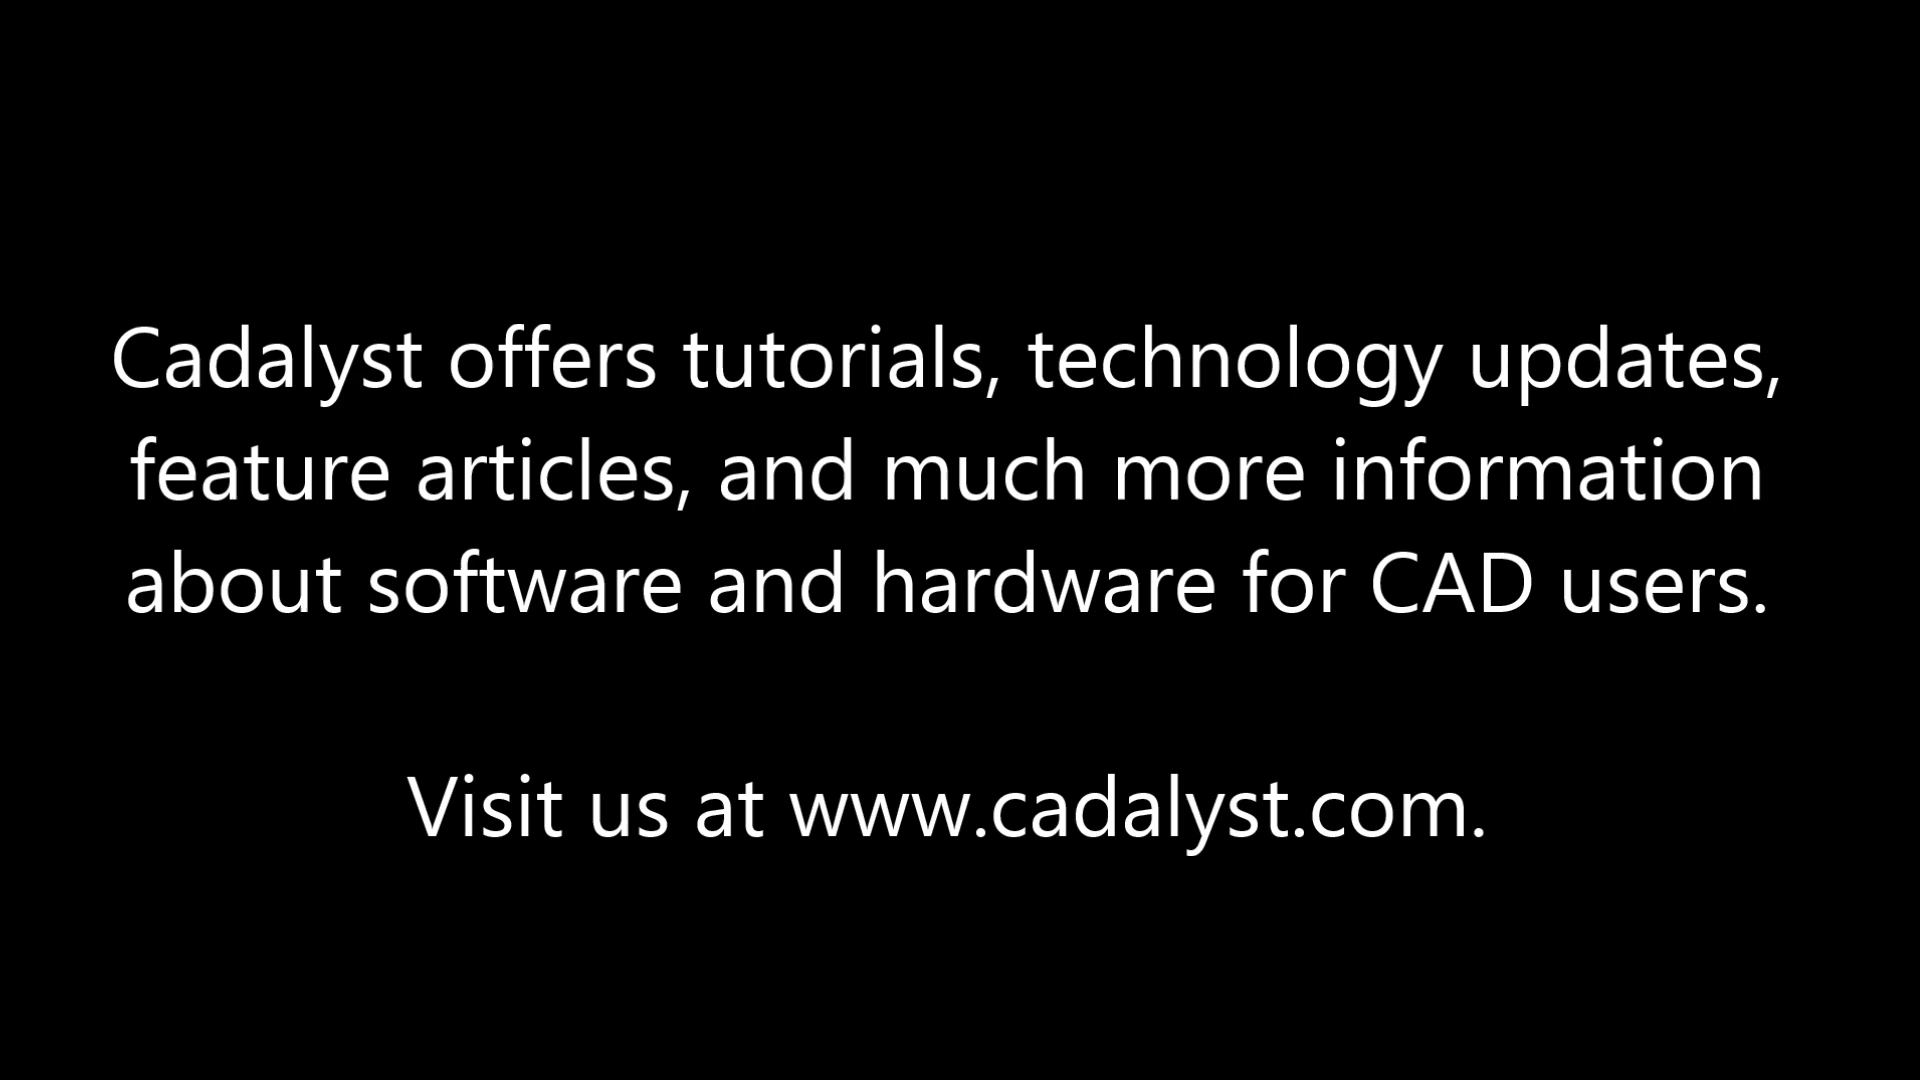 Cadalyst offers tutorials, technology updates,
feature articles, and much more information
about software and hardware for CAD users.
Visit us at www.cadalyst.com.